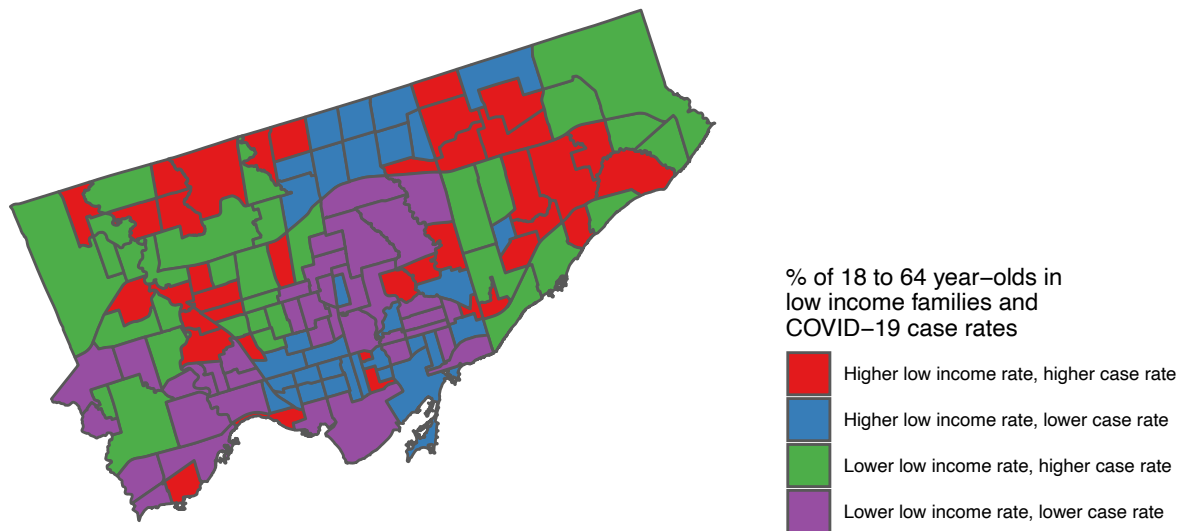 % of 18 to 64 year−olds in
low income families and
COVID−19 case rates
Higher low income rate, higher case rate
Higher low income rate, lower case rate
Lower low income rate, higher case rate
Lower low income rate, lower case rate